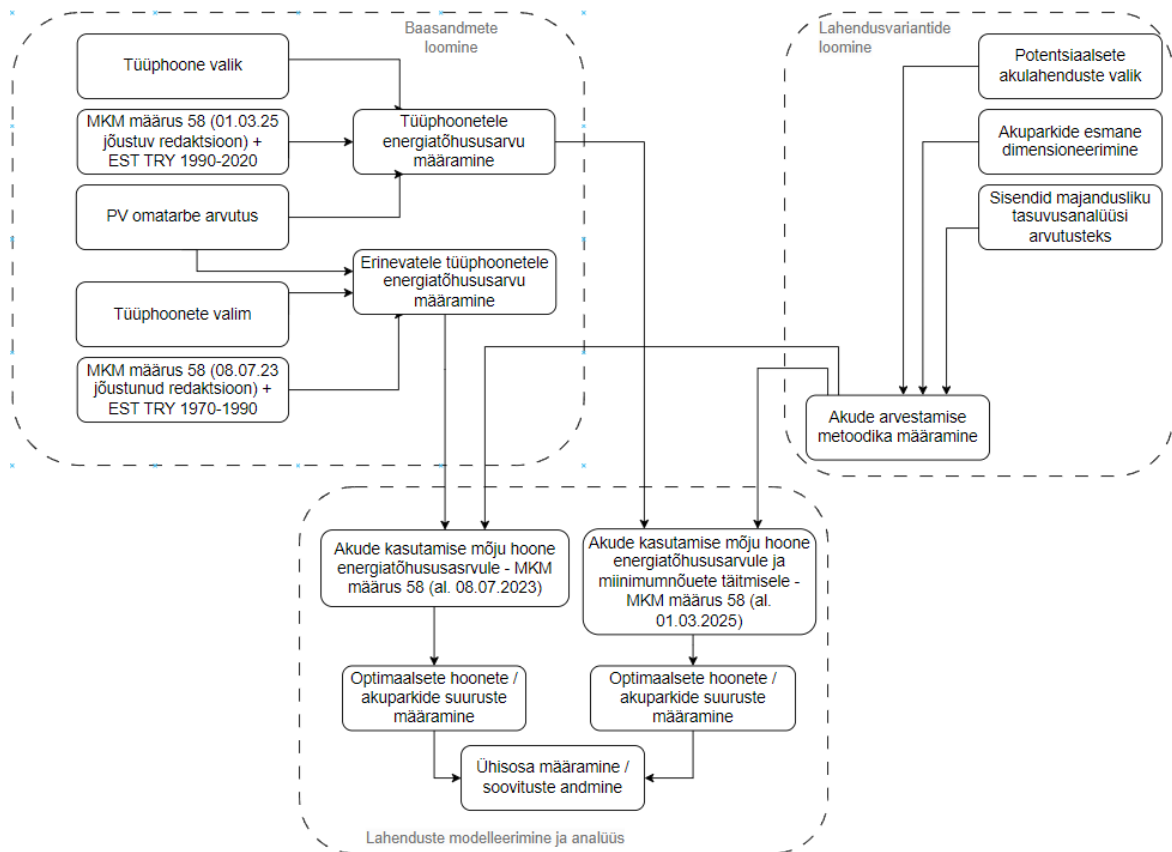 Baasandmete
loomine
Tüüphoone valik
MKM määrus 58 (01.03.25
jõustuv redaktsioon) +
EST TRY 1990-2020
PV omatarbe arvutus
Tüüphoonete valim
MKM määrus 58 (08.07.23
jõustunud redaktsioon) +
EST TRY 1970-1990
Tüüphoonetele
energiatõhususarvu
määramine
Erinevatele tüüphoonetele
energiatõhususarvu
määramine
Lahendusvariantide
loomine
Potentsiaalsete
akulahenduste valik
Akuparkide esmane
dimensioneerimine
Sisendid majandusliku
tasuvusanalüüsi
arvutusteks
Akude arvestamise
metoodika määramine
Akude kasutamise mõju hoone
energiatõhususasrvule - MKM
määrus 58 (al. 08.07.2023)
Akude kasutamise mõju hoone
energiatõhususarvule ja
miinimumnõuete täitmisele -
MKM määrus 58 (al.
01.03.2025)
Optimaalsete hoonete /
akuparkide suuruste
määramine
Optimaalsete hoonete /
akuparkide suuruste
määramine
Ühisosa määramine /
soovituste andmine
Lahenduste modelleerimine ja analüüs